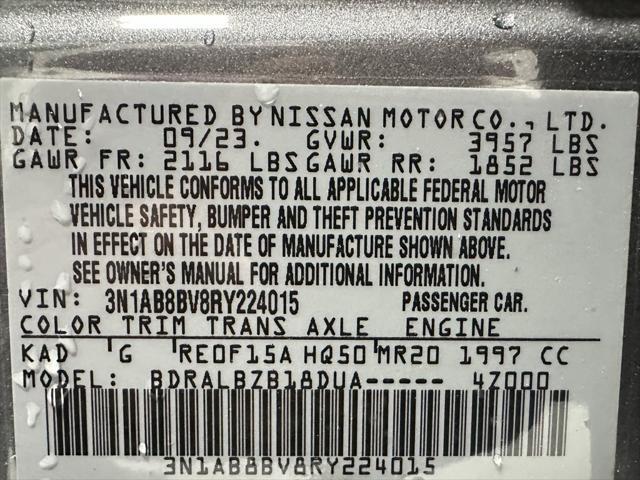 MANUFACTURED BY NISSAN MOTOR CO., LTD.
DATE: 09/23. GVWR: 3957 LBS
GAWR FR: 2116 LBS GAWR RR: 1852 LBS
THIS VEHICLE CONFORMS TO ALL APPLICABLE FEDERAL MOTOR
VEHICLE SAFETY, BUMPER AND THEFT PREVENTION STANDARDS
IN EFFECT ON THE DATE OF MANUFACTURE SHOWN ABOVE.
SEE OWNER'S MANUAL FOR ADDITIONAL INFORMATION.
VIN: 3N1AB8BV8RY224015 PASSENGER CAR.
COLOR TRIM TRANS AXLE ENGINE
KAD G RE0F15A HQ50 MR20 1997 CC
MODEL: BDRALBZB18DUA----- 4Z000
3N1AB8BV8RY224015